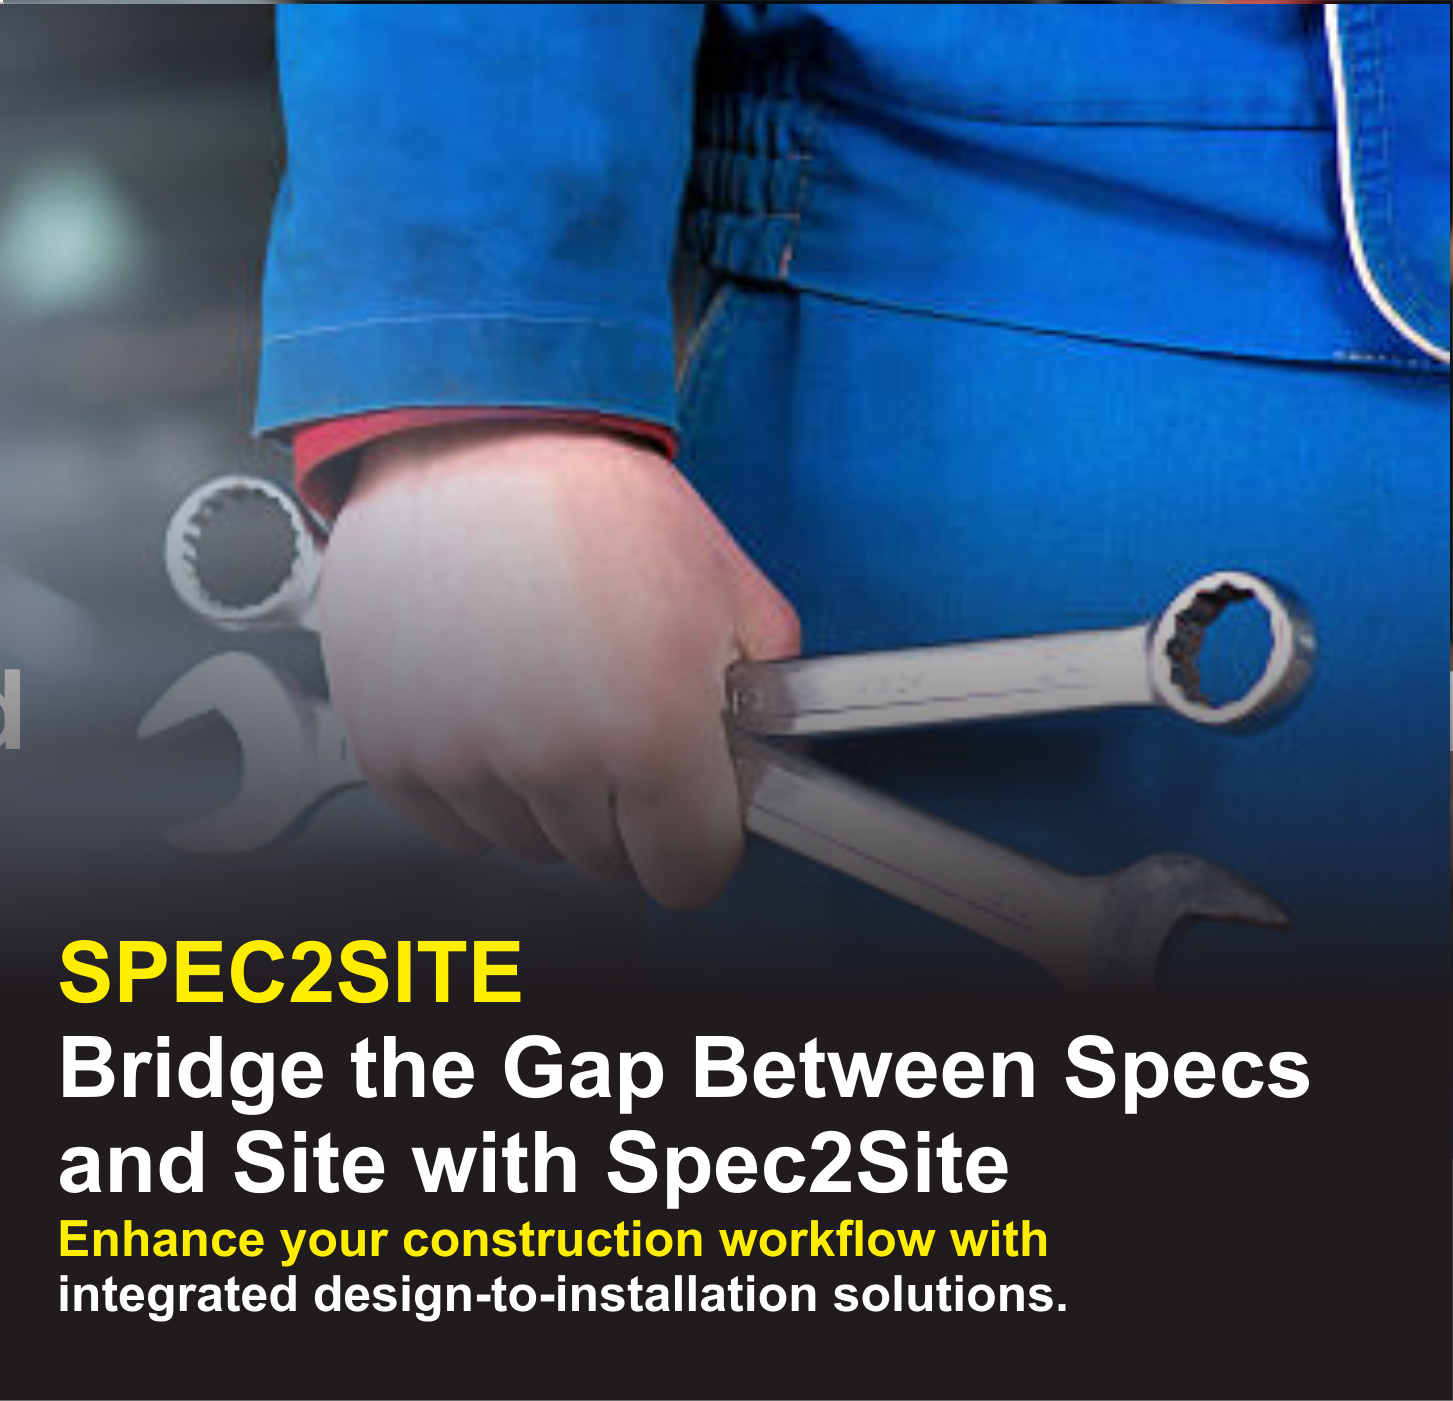 SPEC2SITE
Bridge the Gap Between Specs
and Site with Spec2Site
Enhance your construction workflow with
integrated design-to-installation solutions.